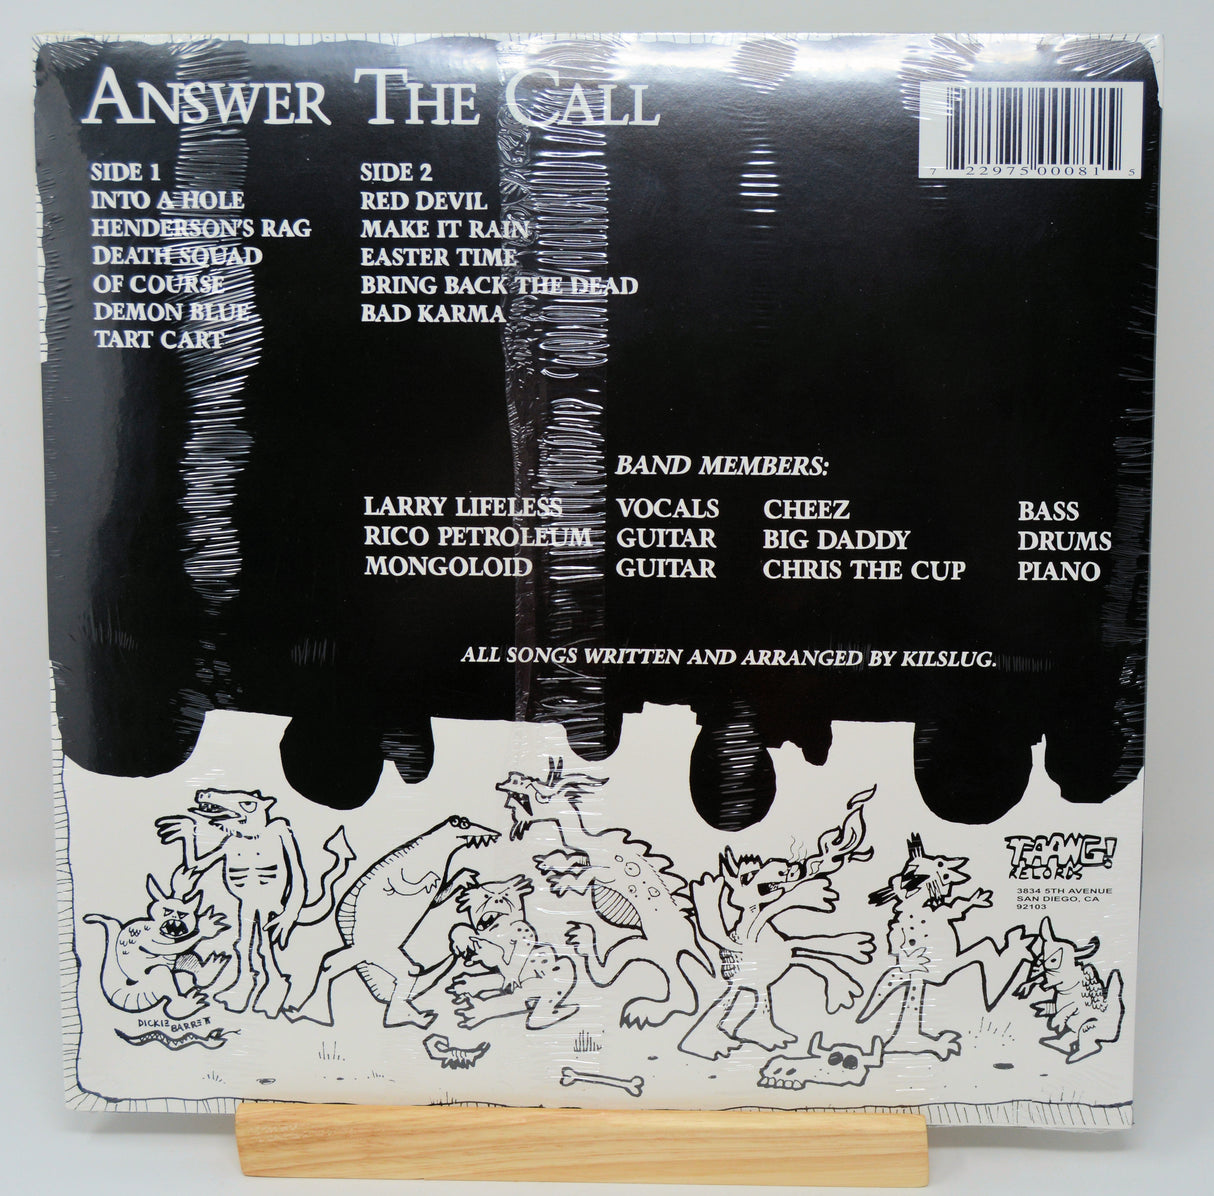 ANSWER THE CALL
7 22975 00081 5
SIDE 1
INTO A HOLE
HENDERSON'S RAG
DEATH SQUAD
OF COURSE
DEMON BLUE
TART CART
SIDE 2
RED DEVIL
MAKE IT RAIN
EASTER TIME
BRING BACK THE DEAD
BAD KARMA
BAND MEMBERS:
LARRY LIFELESS VOCALS CHEEZ BASS
RICO PETROLEUM GUITAR BIG DADDY DRUMS
MONGOLOID GUITAR CHRIS THE CUP PIANO
ALL SONGS WRITTEN AND ARRANGED BY KILSLUG.
TAANG!
RECORDS
3834 5TH AVENUE
SAN DIEGO, CA
92103
DICKIE
BARRETT